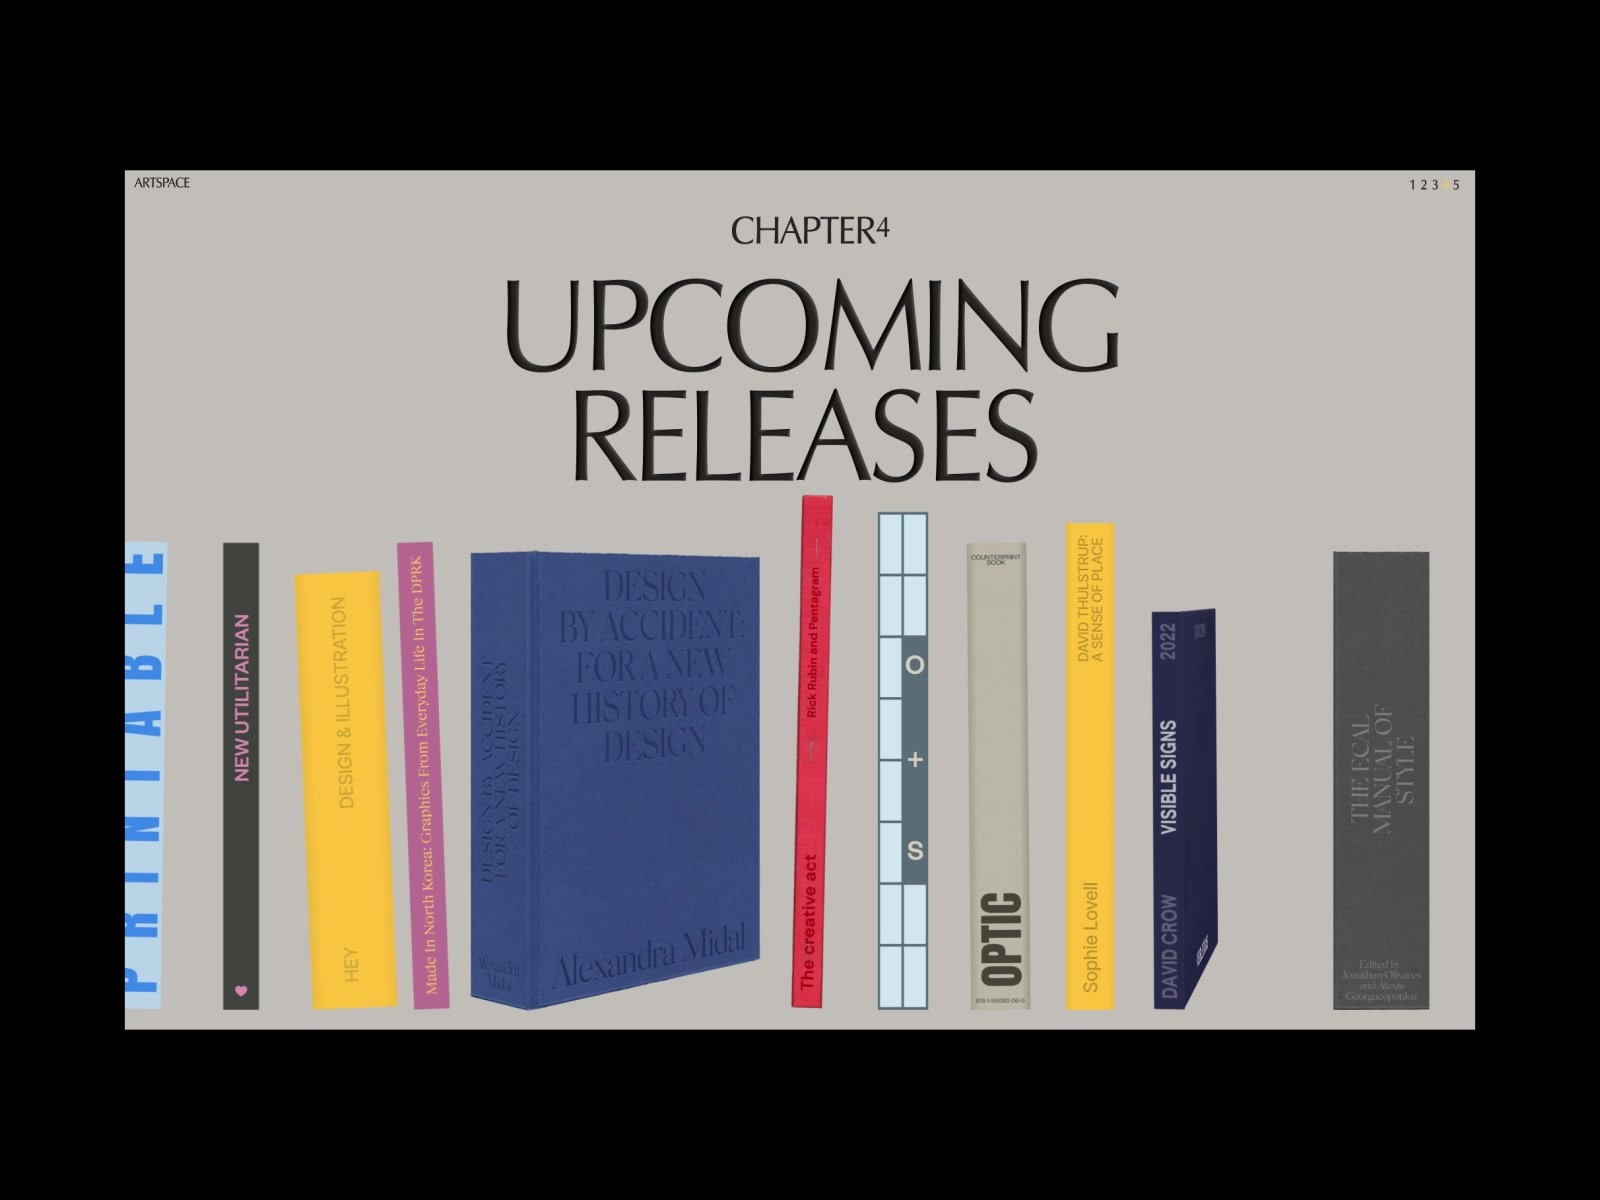 ARTSPACE
1 2 3 4 5
CHAPTER4
UPCOMING
RELEASES
PRINTABLE
NEW UTILITARIAN
HEY DESIGN & ILLUSTRATION
Made In North Korea: Graphics From Everyday Life In The DPRK
DESIGN BY ACCIDENT:
FOR A NEW HISTORY
OF DESIGN
Alexandra
Midal
DESIGN
BY ACCIDENT:
FOR A NEW
HISTORY OF
DESIGN
Alexandra Midal
The creative act — Rick Rubin and Pentagram —
O
+
S
COUNTERPRINT
BOOK
OPTIC
DAVID THULSTRUP:
A SENSE OF PLACE
Sophie Lovell
DAVID CROW VISIBLE SIGNS 2022
THE ECAL
MANUAL OF
STYLE
Edited by
Jonathan Olivares
and Alexis
Georgacopoulos